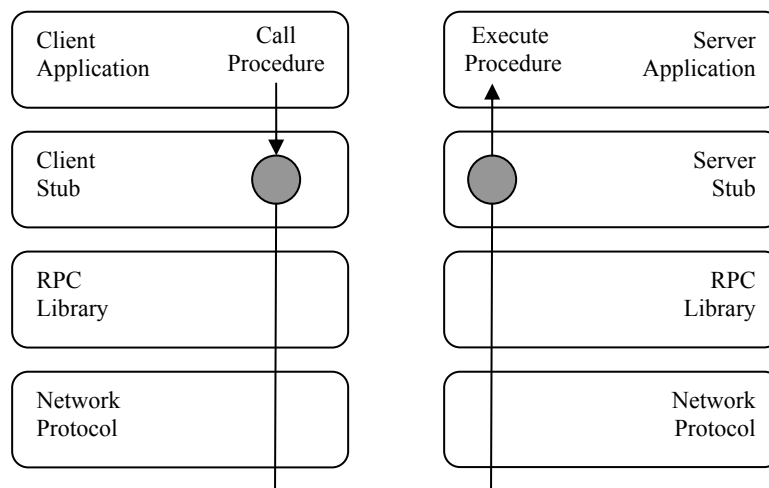 Client
Application
Call
Procedure
Execute
Procedure
Server
Application
Client
Stub
Server
Stub
RPC
Library
RPC
Library
Network
Protocol
Network
Protocol